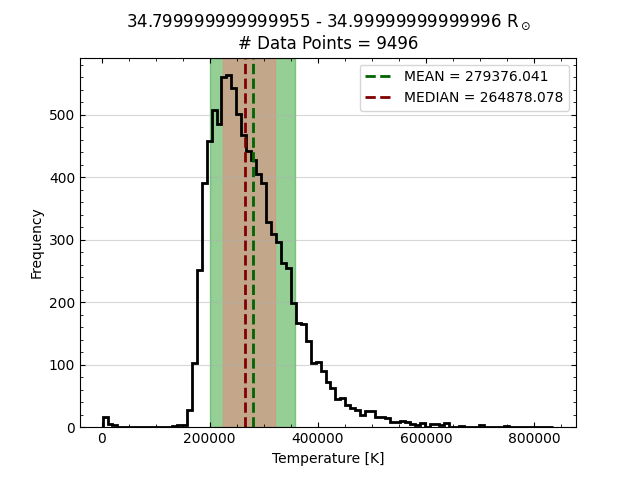 34.799999999999955 - 34.99999999999996 R☉
# Data Points = 9496
MEAN = 279376.041
MEDIAN = 264878.078
Frequency
500
400
300
200
100
0
0 200000 400000 600000 800000
Temperature [K]